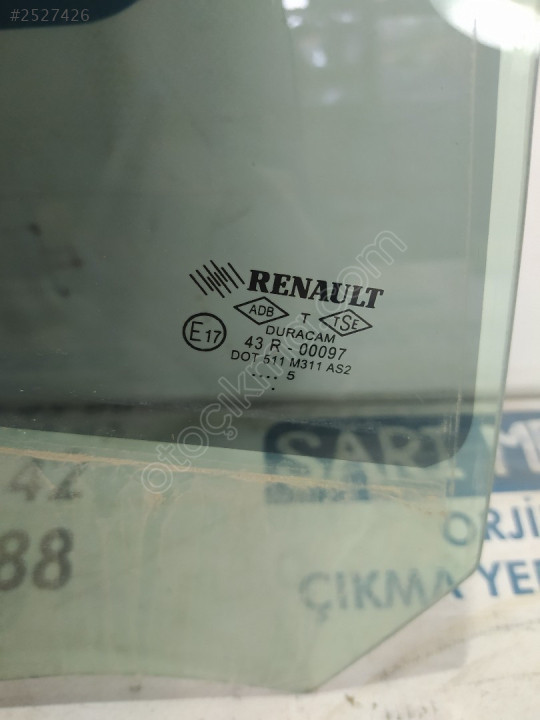 #2527426
RENAULT
ADB T TSE
DURACAM
E17 43 R - 00097
DOT 511 M311 AS2
.... 5
.
otoçıkma.com
42
88
ORJİ
ÇIKMA YE